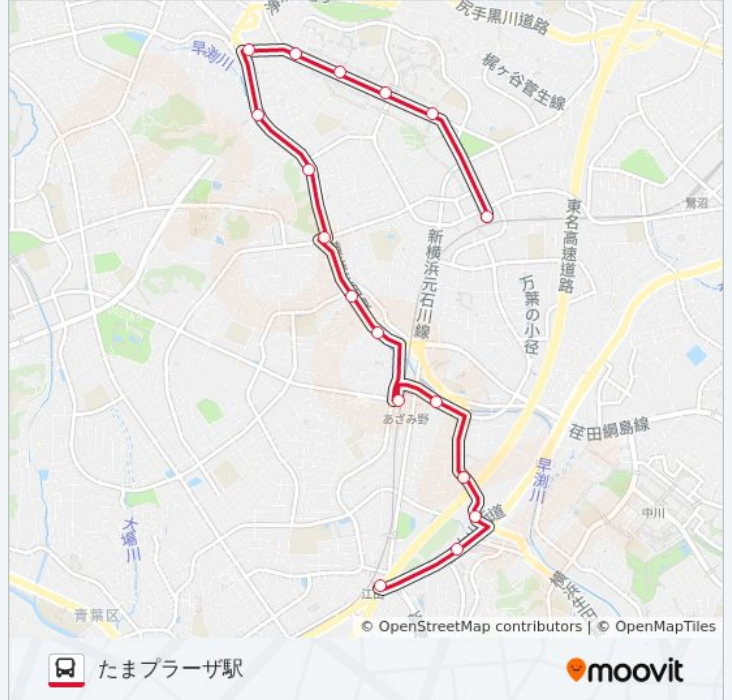 尻手黒川道路
早渕川
梶ヶ谷菅生線
鷺沼
東名高速道路
新横浜元石川線
万葉の小径
あざみ野
荏田綱島線
早渕川
中川
大場川
江田
青葉区
© OpenStreetMap contributors | © OpenMapTiles
たまプラーザ駅
moovit